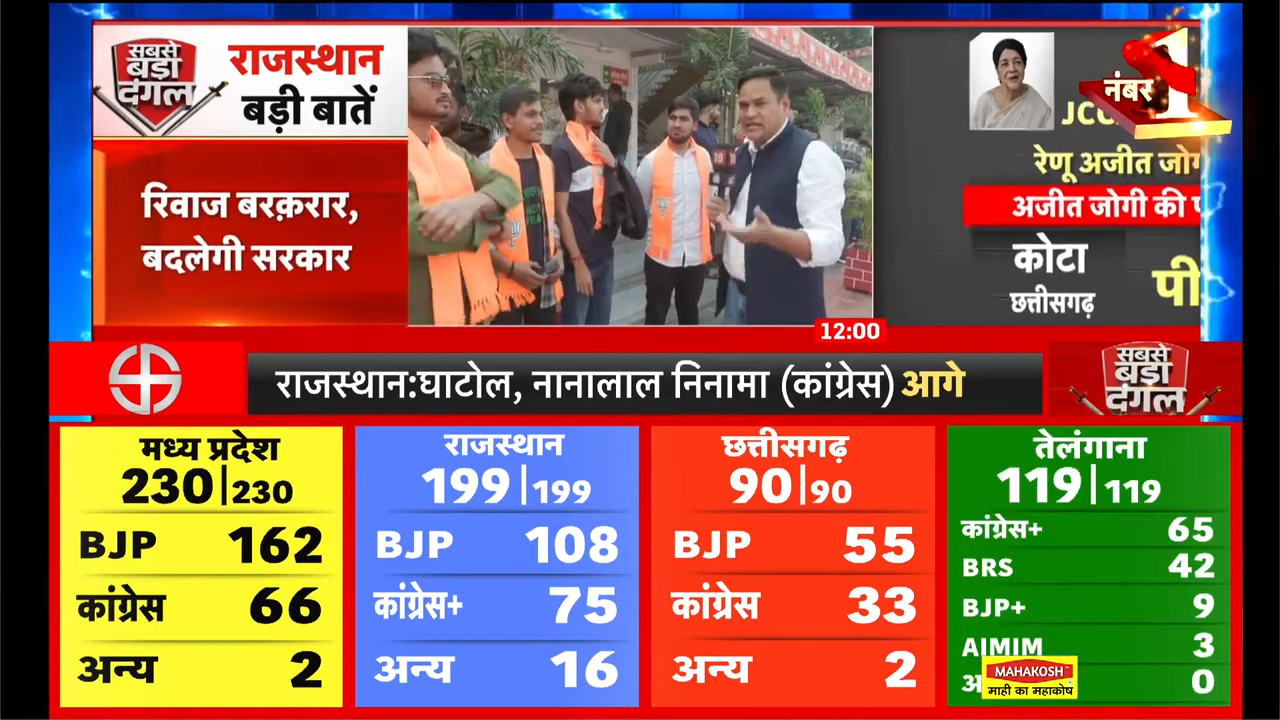 सबसे
बड़ा
दंगल
राजस्थान
बड़ी बातें
रिवाज बरक़रार,
बदलेगी सरकार
18
नंबर 1
रेणु अजीत
अजीत जोगी की
कोटा
छत्तीसगढ़
12:00
राजस्थान:घाटोल, नानालाल निनामा (कांग्रेस) आगे
सबसे
बड़ा
दंगल
मध्य प्रदेश
230|230
BJP 162
कांग्रेस 66
अन्य 2
राजस्थान
199|199
BJP 108
कांग्रेस+ 75
अन्य 16
छत्तीसगढ़
90|90
BJP 55
कांग्रेस 33
अन्य 2
तेलंगाना
119|119
कांग्रेस+ 65
BRS 42
BJP+ 9
AIMIM 3
0
MAHAKOSH
माही का महाकोष